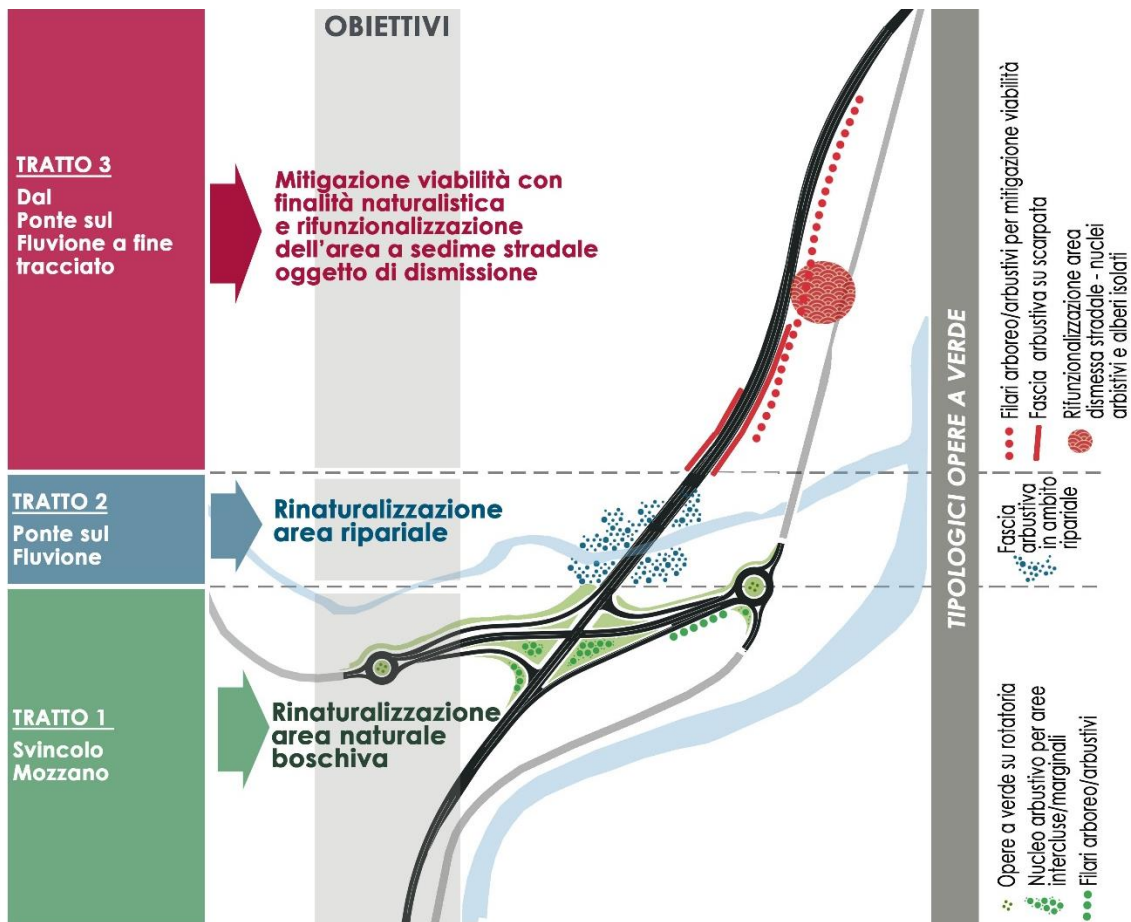 OBIETTIVI
TRATTO 3
Dal
Ponte sul
Fluvione a fine
tracciato
Mitigazione viabilità con
finalità naturalistica
e rifunzionalizzazione
dell'area a sedime stradale
oggetto di dismissione
TRATTO 2
Ponte sul
Fluvione
Rinaturalizzazione
area ripariale
TRATTO 1
Svincolo
Mozzano
Rinaturalizzazione
area naturale
boschiva
TIPOLOGICI OPERE A VERDE
Filari arboreo/arbustivi per mitigazione viabilità
Fascia arbustiva su scarpata
Rifunzionalizzazione area
dismessa stradale - nuclei
arbistivi e alberi isolati
Fascia
arbustiva
in ambito
ripariale
Opere a verde su rotatoria
Nucleo arbustivo per aree
intercluse/marginali
Filari arboreo/arbustivi